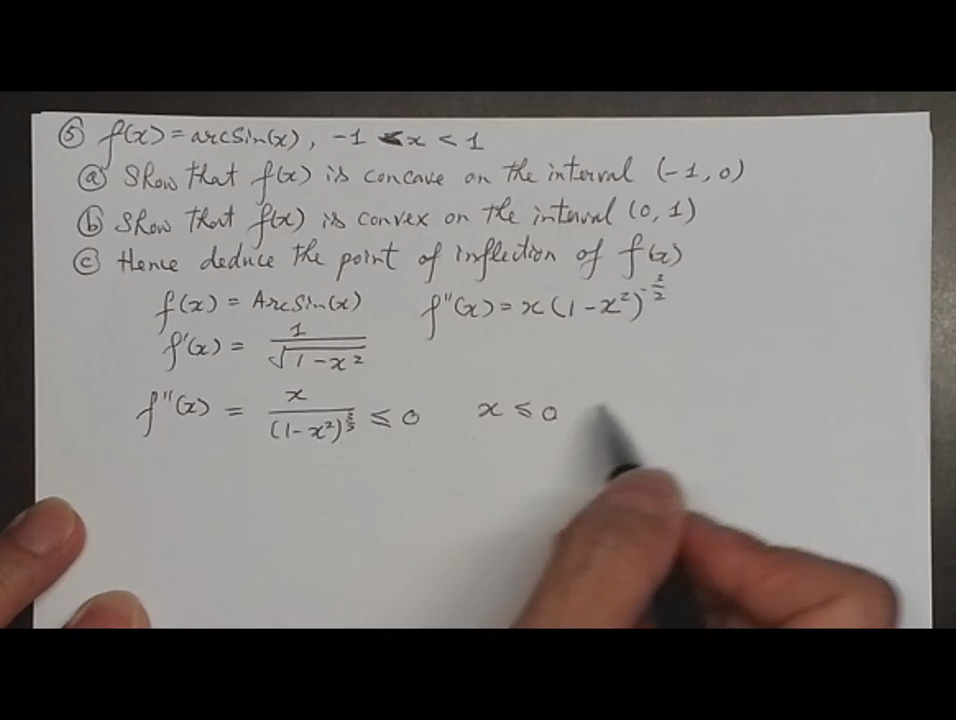 ⑤ f(x) = arcsin(x), -1 < x < 1
ⓐ Show that f(x) is concave on the interval (-1, 0)
ⓑ Show that f(x) is convex on the interval (0, 1)
ⓒ Hence deduce the point of inflection of f(x)
f(x) = Arcsin(x) f''(x) = x(1-x²)^-3/2
f'(x) = 1/√(1-x²)
f''(x) = x/(1-x²)^3/2 ≤ 0 x ≤ 0